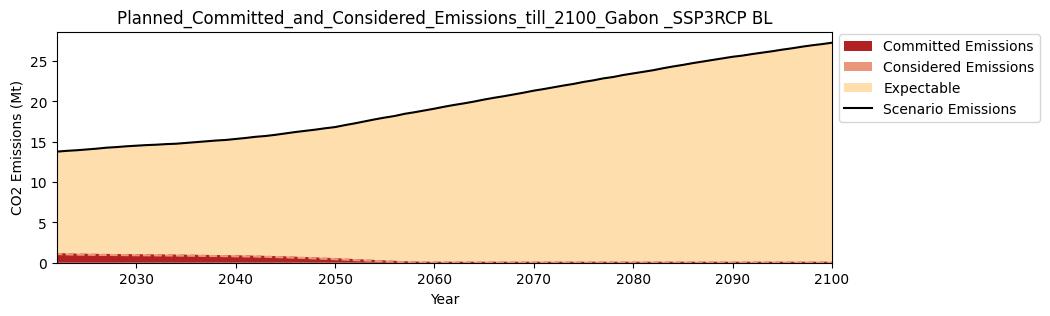 Planned_Committed_and_Considered_Emissions_till_2100_Gabon _SSP3RCP BL
Committed Emissions
Considered Emissions
Expectable
Scenario Emissions
CO2 Emissions (Mt)
25
20
15
10
5
0
2030 2040 2050 2060 2070 2080 2090 2100
Year